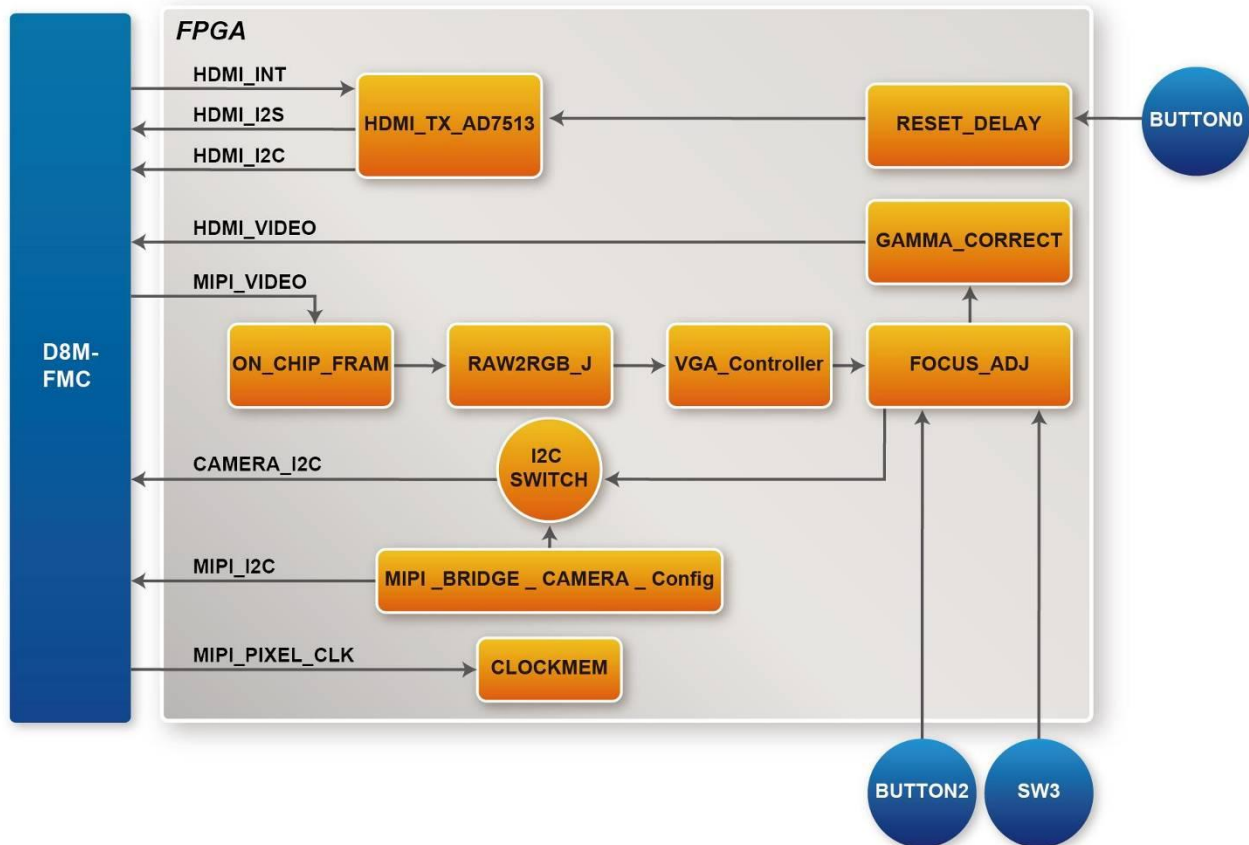 FPGA
HDMI_INT
HDMI_I2S
HDMI_I2C
HDMI_TX_AD7513
RESET_DELAY
BUTTON0
HDMI_VIDEO
GAMMA_CORRECT
MIPI_VIDEO
D8M-
FMC
ON_CHIP_FRAM
RAW2RGB_J
VGA_Controller
FOCUS_ADJ
CAMERA_I2C
I2C
SWITCH
MIPI_I2C
MIPI _BRIDGE _ CAMERA _ Config
MIPI_PIXEL_CLK
CLOCKMEM
BUTTON2
SW3